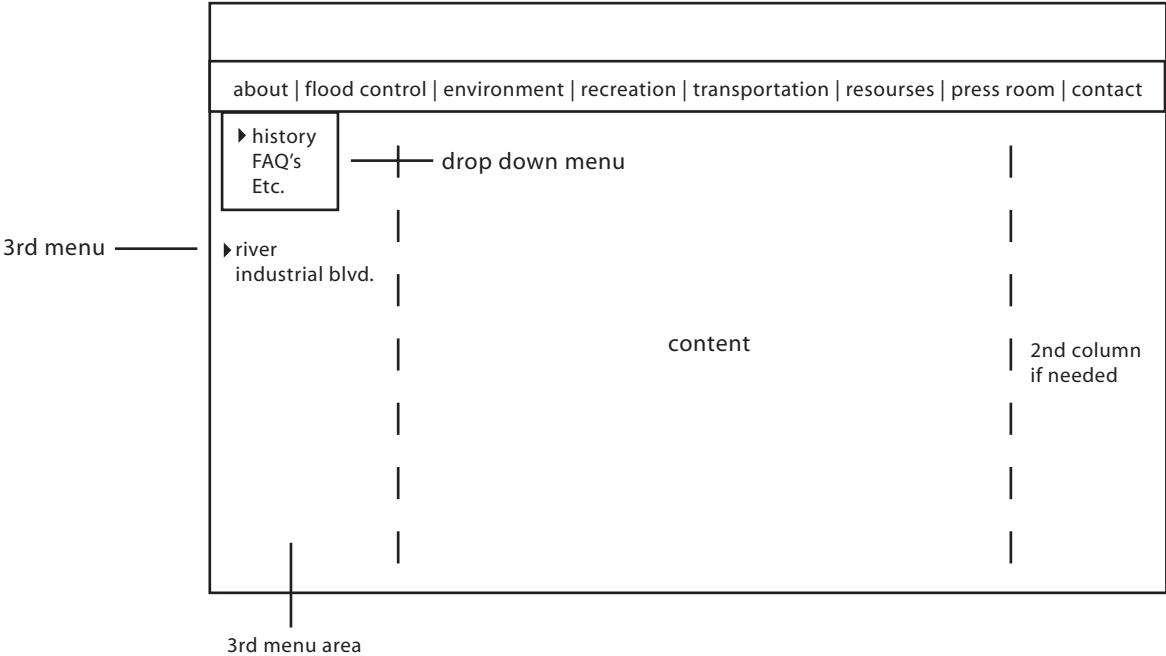 about | flood control | environment | recreation | transportation | resourses | press room | contact
history
FAQ's
Etc.
drop down menu
3rd menu
river
industrial blvd.
content
2nd column
if needed
3rd menu area